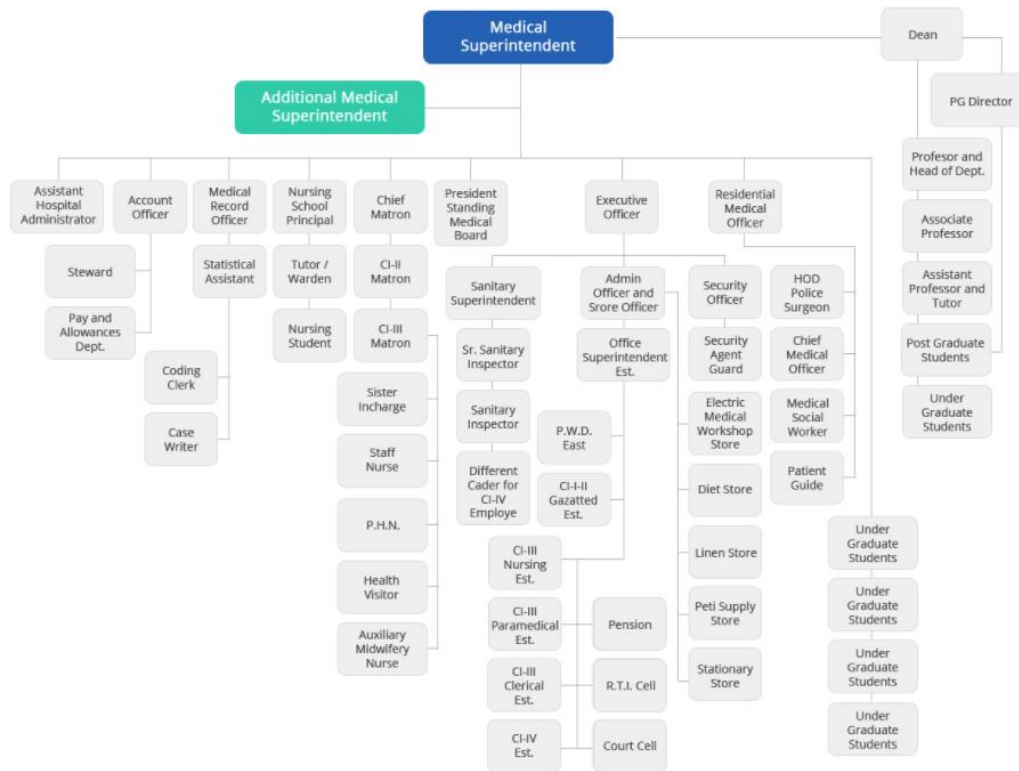 Medical
Superintendent
Dean
Additional Medical
Superintendent
PG Director
Assistant
Hospital
Administrator
Account
Officer
Medical
Record
Officer
Nursing
School
Principal
Chief
Matron
President
Standing
Medical
Board
Executive
Officer
Residential
Medical
Officer
Profesor and
Head of Dept.
Associate
Professor
Steward
Statistical
Assistant
Tutor /
Warden
CI-II
Matron
Sanitary
Superintendent
Admin
Officer and
Srore Officer
Security
Officer
HOD
Police
Surgeon
Assistant
Professor and
Tutor
Pay and
Allowances
Dept.
Nursing
Student
CI-III
Matron
Sr. Sanitary
Inspector
Office
Superintendent
Est.
Security
Agent
Guard
Chief
Medical
Officer
Post Graduate
Students
Coding
Clerk
Sister
Incharge
Sanitary
Inspector
P.W.D.
East
Electric
Medical
Workshop
Store
Medical
Social
Worker
Under
Graduate
Students
Case
Writer
Staff
Nurse
Different
Cader for
CI-IV
Employe
CI-I-II
Gazatted
Est.
Diet Store
Patient
Guide
P.H.N.
CI-III
Nursing
Est.
Linen Store
Under
Graduate
Students
Health
Visitor
CI-III
Paramedical
Est.
Pension
Peti Supply
Store
Under
Graduate
Students
Auxiliary
Midwifery
Nurse
CI-III
Clerical
Est.
R.T.I. Cell
Stationary
Store
Under
Graduate
Students
CI-IV
Est.
Court Cell
Under
Graduate
Students